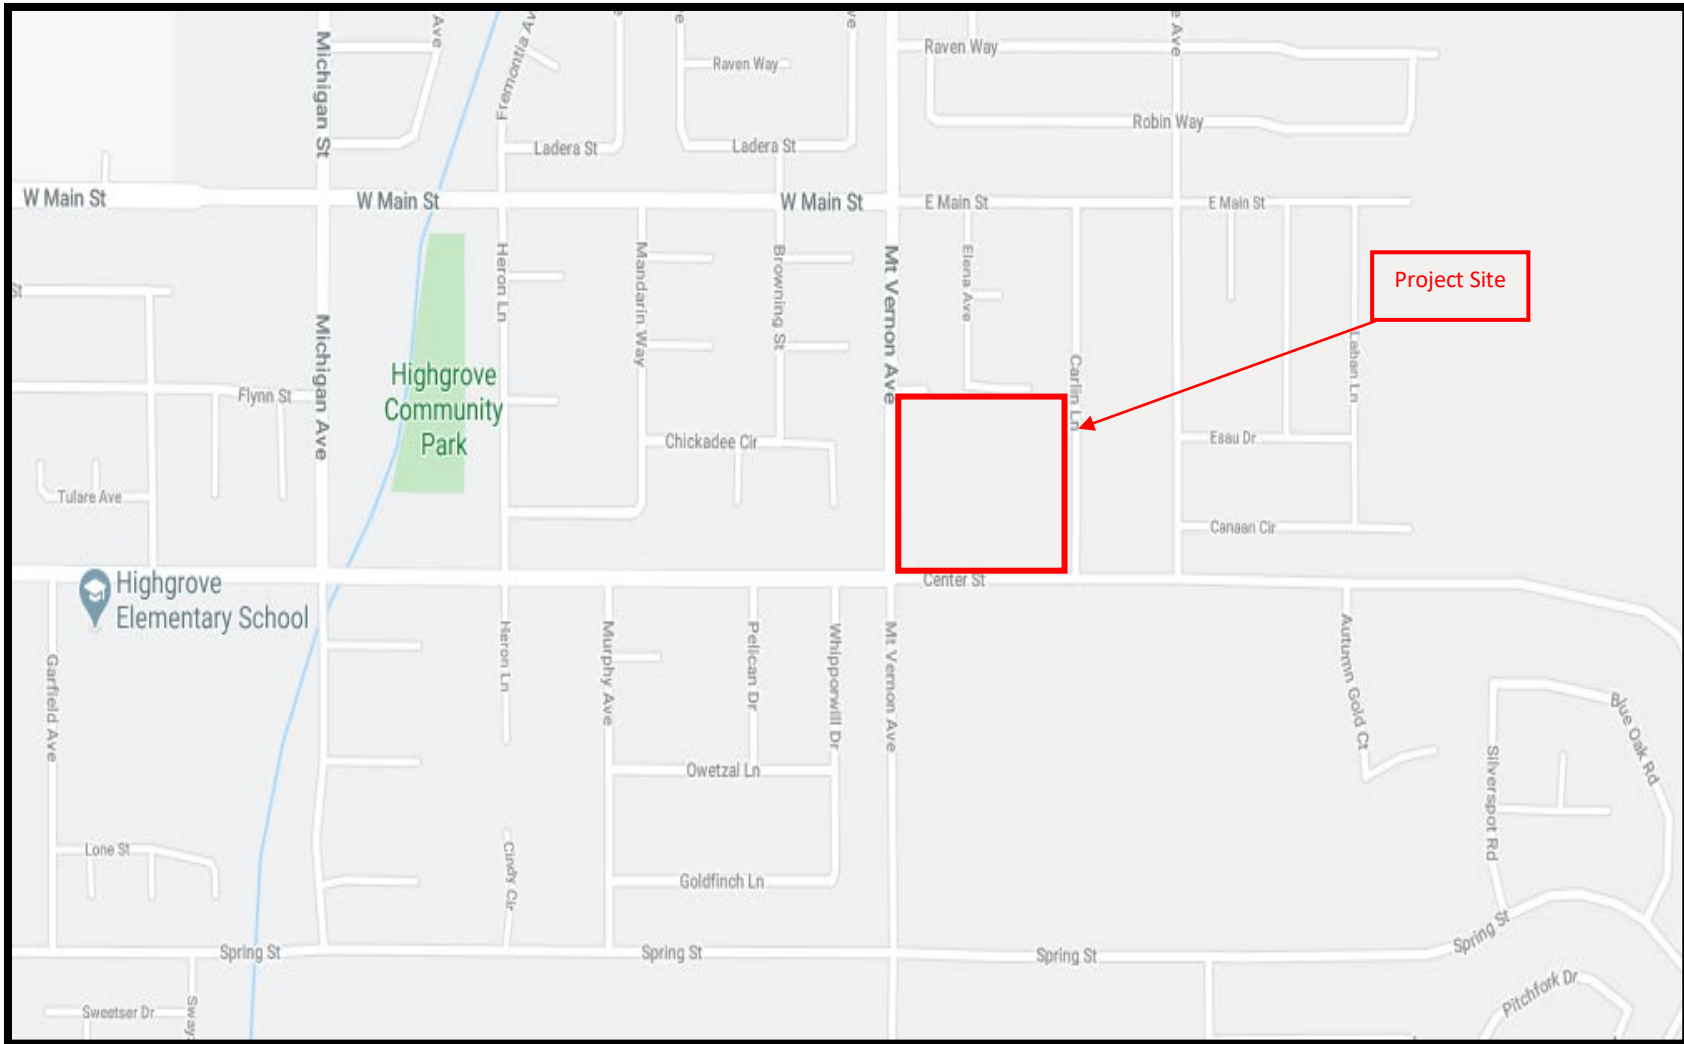 Ave
Fremontia Av
e
e
ve
e Ave
Michigan St
Raven Way
Raven Way
Robin Way
Ladera St
Ladera St
W Main St
W Main St
W Main St
E Main St
E Main St
Heron Ln
Mandarin Way
Browning St
Mt Vernon Ave
Elena Ave
Project Site
St
Michigan Ave
Carlin Ln
Laban Ln
Flynn St
Highgrove
Community
Park
Chickadee Cir
Esau Dr
Tulare Ave
Canaan Cir
Highgrove
Elementary School
Center St
Garfield Ave
Heron Ln
Murphy Ave
Pelican Dr
Whipporwill Dr
Mt Vernon Ave
Autumn Gold Ct
Blue Oak Rd
Silverspot Rd
Owetzal Ln
Lone St
Cindy Cir
Goldfinch Ln
Spring St
Spring St
Spring St
Spring St
Pitchfork Dr
Sweetser Dr
Sway